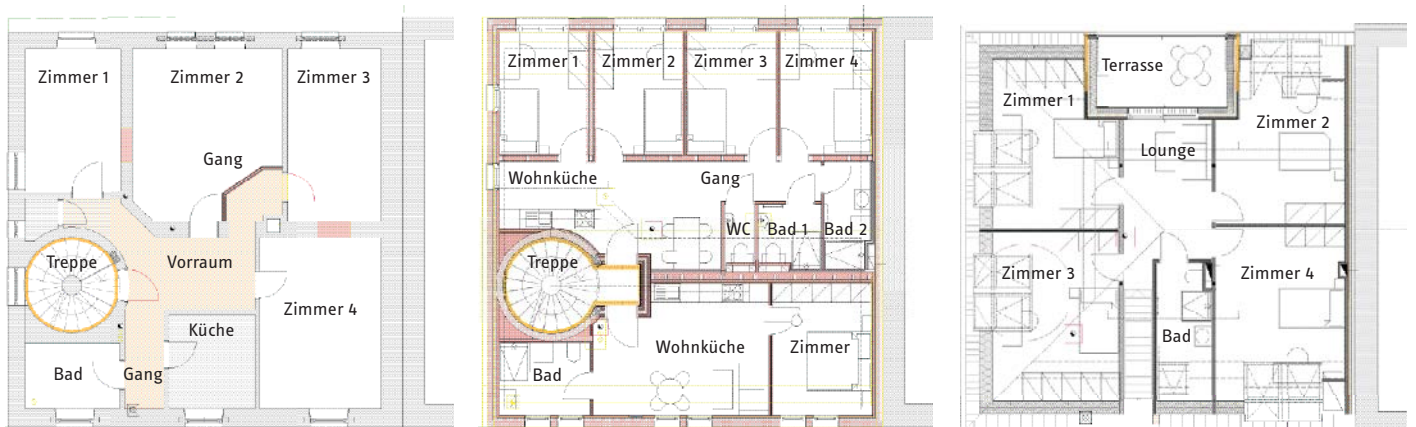 Zimmer 1
Zimmer 2
Zimmer 3
Gang
Treppe
Vorraum
Zimmer 4
Küche
Bad
Gang
Zimmer 1
Zimmer 2
Zimmer 3
Zimmer 4
Wohnküche
Gang
WC
Bad 1
Bad 2
Treppe
Wohnküche
Zimmer
Bad
Terrasse
Zimmer 1
Zimmer 2
Lounge
Zimmer 3
Zimmer 4
Bad